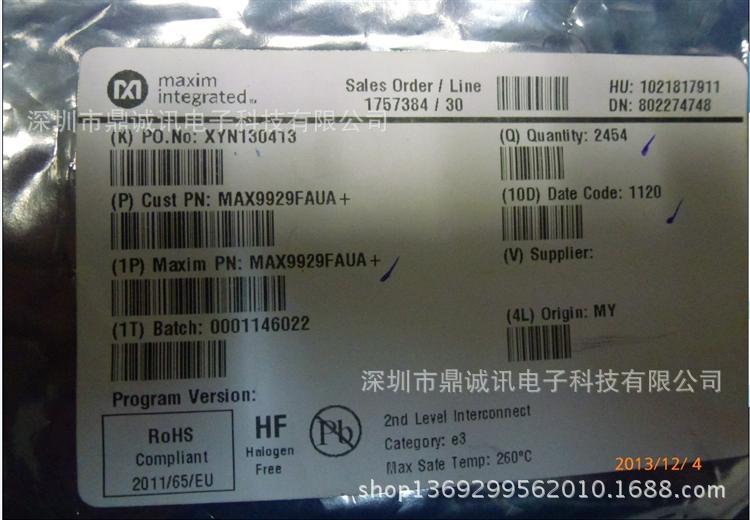 maxim
integrated™
Sales Order / Line
1757384 / 30
HU: 1021817911
DN: 802274748
深圳市鼎诚讯电子科技有限公司
(K) PO.No: XYN130413
(Q) Quantity: 2454
(P) Cust PN: MAX9929FAUA+
(10D) Date Code: 1120
(1P) Maxim PN: MAX9929FAUA+
(V) Supplier:
(1T) Batch: 0001146022
(4L) Origin: MY
深圳市鼎诚讯电子科技有限公司
Program Version:
RoHS
Compliant
2011/65/EU
HF
Halogen
Free
Pb
2nd Level Interconnect
Category: e3
Max Safe Temp: 260°C
2013/12/ 4
shop1369299562010.1688.com